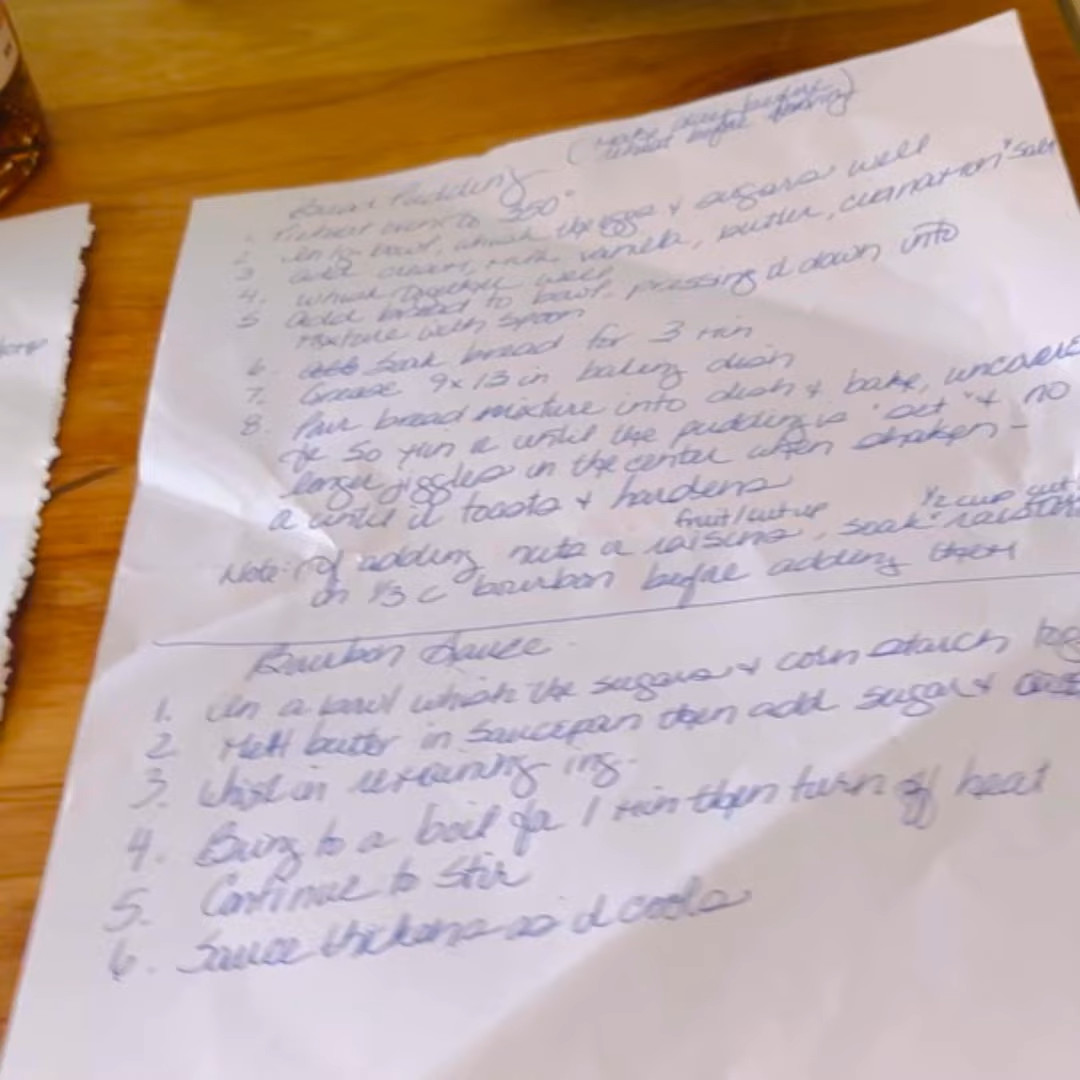 (Make
before serving)
Bread Pudding
1. Preheat oven to 350°
2 In lg bowl, whisk the eggs & sugars well
3 add cream, milk, vanilla, butter, cinnamon & salt
4. whisk together well
5 add bread to bowl. pressing it down into
mixture with spoon
6. Soak bread for 3 min
7. Grease 9x13 in baking dish
8. Pour bread mixture into dish & bake, uncovere
for 50 min or until the pudding is "set" & no
longer jiggles in the center when shaken -
or until it toasts & hardens
fruit/cut up ½ cup cut
Note: If adding nuts or raisins, soak raisins
in 1/3 c bourbon before adding them
Bourbon Sauce
1. In a bowl whisk the sugars & corn starch tog
2 Melt butter in saucepan then add sugar &
3. Whisk in remaining ing.
4. Bring to a boil for 1 min then turn off heat
5. Continue to stir
6. Sauce thickens as it cools